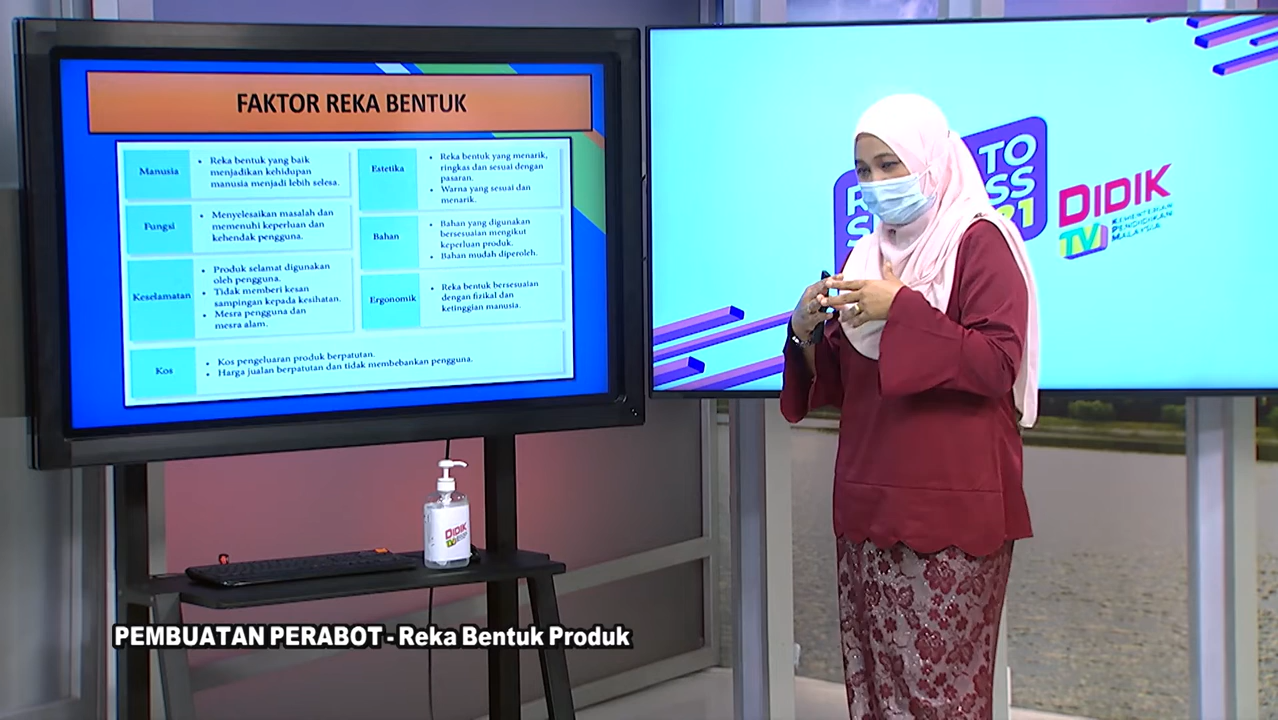 FAKTOR REKA BENTUK
Manusia
• Reka bentuk yang baik
menjadikan kehidupan
manusia menjadi lebih selesa.
Fungsi
• Menyelesaikan masalah dan
memenuhi keperluan dan
kehendak pengguna.
Keselamatan
• Produk selamat digunakan
oleh pengguna.
• Tidak memberi kesan
sampingan kepada kesihatan.
• Mesra pengguna dan
mesra alam.
Estetika
• Reka bentuk yang menarik,
ringkas dan sesuai dengan
pasaran.
• Warna yang sesuai dan
menarik.
Bahan
• Bahan yang digunakan
bersesuaian mengikut
keperluan produk.
• Bahan mudah diperoleh.
Ergonomik
• Reka bentuk bersesuaian
dengan fizikal dan
ketinggian manusia.
Kos
• Kos pengeluaran produk berpatutan.
• Harga jualan berpatutan dan tidak membebankan pengguna.
TO
DIDIK
TV
KEMENTERIAN
PENDIDIKAN
MALAYSIA
DIDIK
TV
PEMBUATAN PERABOT - Reka Bentuk Produk